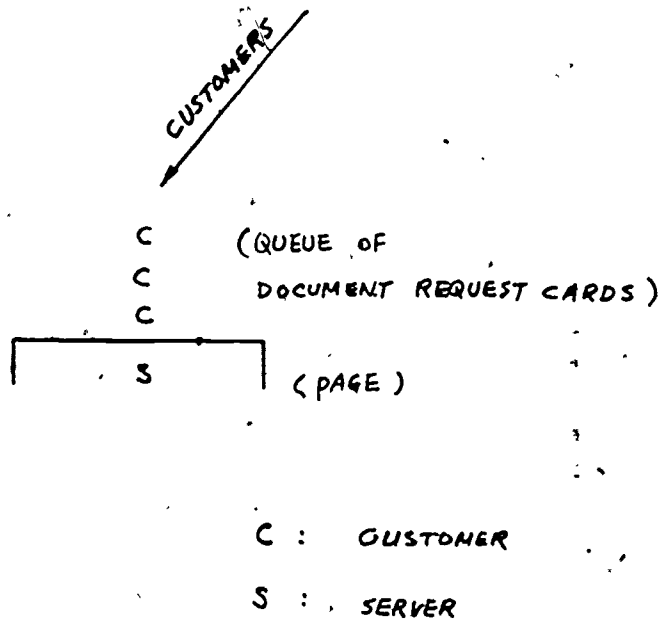 CUSTOMERS
C (QUEUE OF
C DOCUMENT REQUEST CARDS)
C
S (PAGE)
C : CUSTOMER
S : SERVER